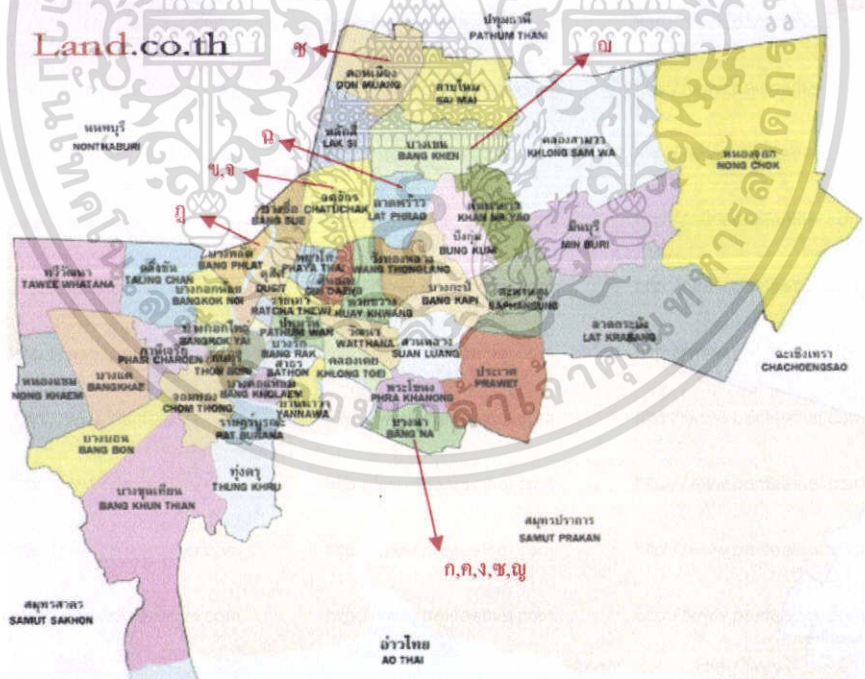 Land.co.th
ปทุมธานี
PATHUM THANI
ช
ฌ
ดอนเมือง
DON MUANG
สายไหม
SAI MAI
นนทบุรี
NONTHABURI
หลักสี่
LAK SI
บางเขน
BANG KHEN
คลองสามวา
KHLONG SAM WA
หนองจอก
NONG CHOK
ฉ
ข,จ
จตุจักร
CHATUCHAK
ลาดพร้าว
LAT PHRAO
KHAN NA YAO
บึงกุ่ม
BUNG KUM
มีนบุรี
MIN BURI
ฎ
บางซื่อ
BANG SUE
ทวีวัฒนา
TAWEE WHATANA
ตลิ่งชัน
TALING CHAN
บางพลัด
BANG PHLAT
ดุสิต
DUSIT
พญาไท
PHAYA THAI
วังทองหลาง
WANG THONGLANG
บางกะปิ
BANG KAPI
สะพานสูง
SAPHANSUNG
บางกอกน้อย
BANGKOK NOI
ราชเทวี
RATCHA THEWI
ห้วยขวาง
HUAY KHWANG
ลาดกระบัง
LAT KRABANG
บางกอกใหญ่
BANGKOK YAI
ปทุมวัน
PATHUM WAN
วัฒนา
WATTHANA
สวนหลวง
SUAN LUANG
ฉะเชิงเทรา
CHACHOENGSAO
ภาษีเจริญ
PHASI CHAROEN
THON BURI
บางรัก
BANG RAK
สาธร
SATHON
คลองเตย
KHLONG TOEI
ประเวศ
PRAWET
หนองแขม
NONG KHAEM
บางแค
BANGKHAE
จอมทอง
CHOM THONG
บางคอแหลม
BANG KHOLAEM
ยานนาวา
YANNAWA
พระโขนง
PHRA KHANONG
บางนา
BANG NA
ราษฎร์บูรณะ
RAT BURANA
บางบอน
BANG BON
ทุ่งครุ
THUNG KHRU
บางขุนเทียน
BANG KHUN THIAN
สมุทรปราการ
SAMUT PRAKAN
ก,ค,ง,ซ,ญ
สมุทรสาคร
SAMUT SAKHON
อ่าวไทย
AO THAI